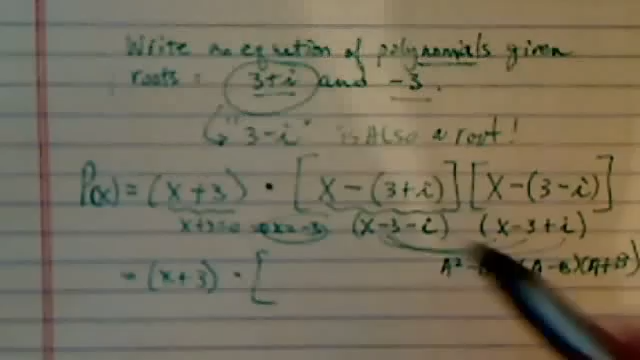 Write an equation of polynomials given
roots: 3+i and -3.
"3-i" is Also a root!
P(x) = (x+3) · [x-(3+i)][x-(3-i)]
x+3=0 x=-3 (x-3-i) (x-3+i)
A² - (A-B)(A+B)
= (x+3) · [